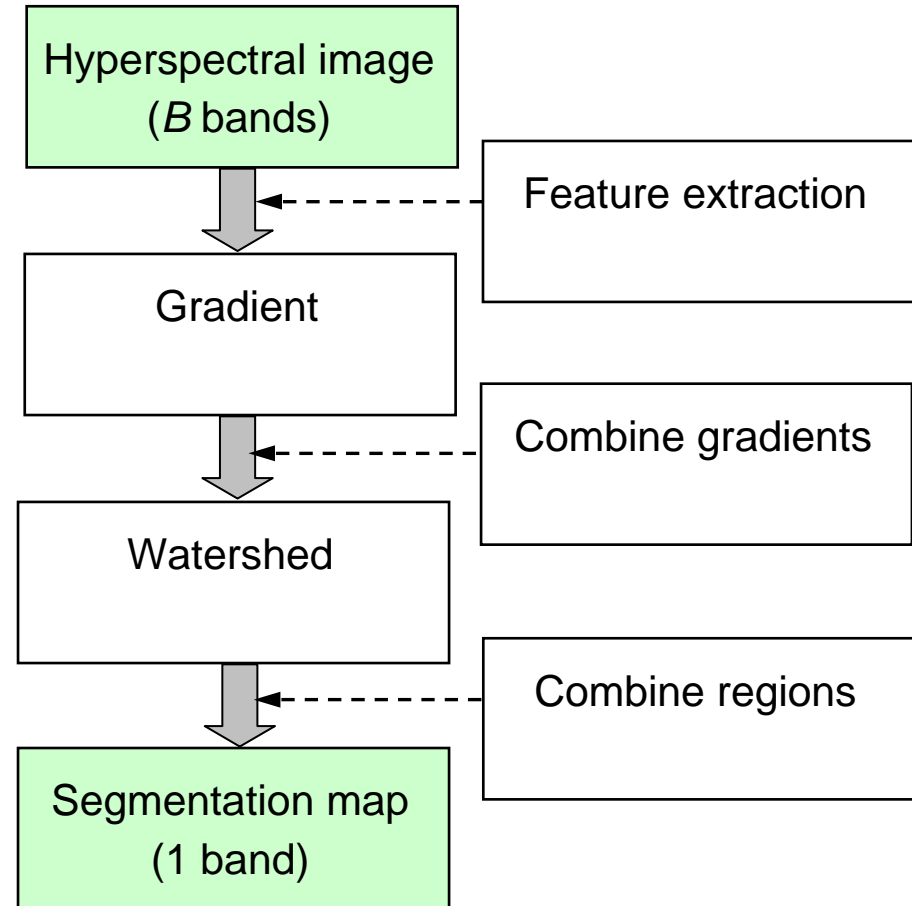 Hyperspectral image
(B bands)
Feature extraction
Gradient
Combine gradients
Watershed
Combine regions
Segmentation map
(1 band)